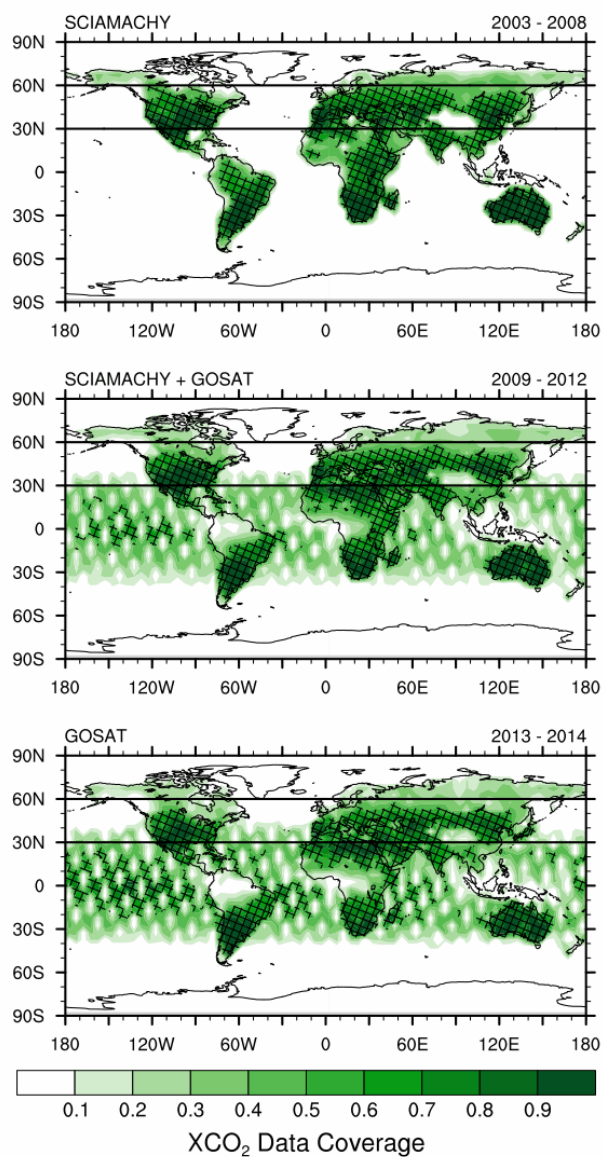 SCIAMACHY 2003 - 2008
90N
60N
30N
0
30S
60S
90S
180 120W 60W 0 60E 120E 180
SCIAMACHY + GOSAT 2009 - 2012
90N
60N
30N
0
30S
60S
90S
180 120W 60W 0 60E 120E 180
GOSAT 2013 - 2014
90N
60N
30N
0
30S
60S
90S
180 120W 60W 0 60E 120E 180
0.1 0.2 0.3 0.4 0.5 0.6 0.7 0.8 0.9
XCO₂ Data Coverage